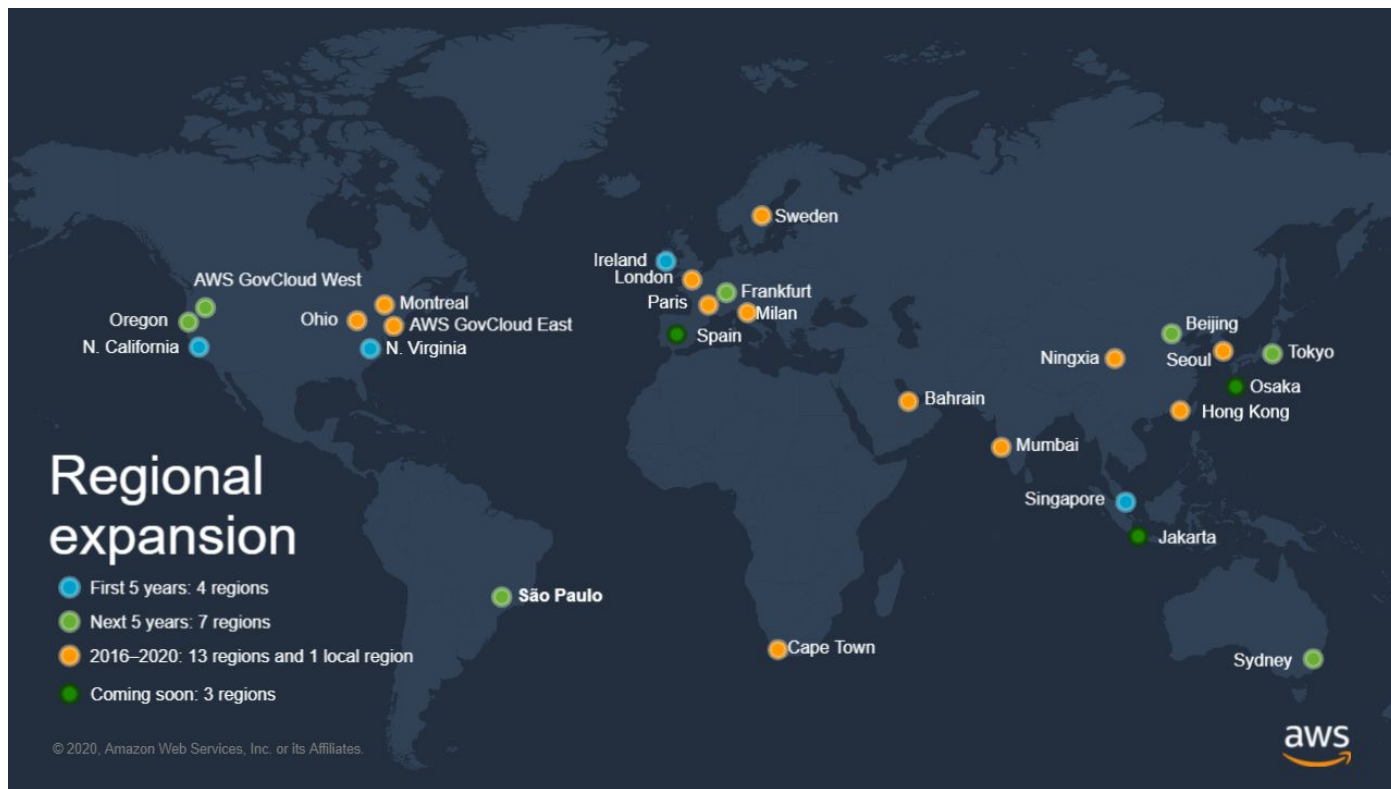 Sweden
Ireland
London
AWS GovCloud West
Paris
Frankfurt
Milan
Montreal
Oregon
Ohio
AWS GovCloud East
Spain
Beijing
N. California
N. Virginia
Ningxia
Seoul
Tokyo
Osaka
Bahrain
Hong Kong
Mumbai
Singapore
Jakarta
Regional
expansion
First 5 years: 4 regions
Next 5 years: 7 regions
2016–2020: 13 regions and 1 local region
Coming soon: 3 regions
São Paulo
Cape Town
Sydney
© 2020, Amazon Web Services, Inc. or its Affiliates.
aws